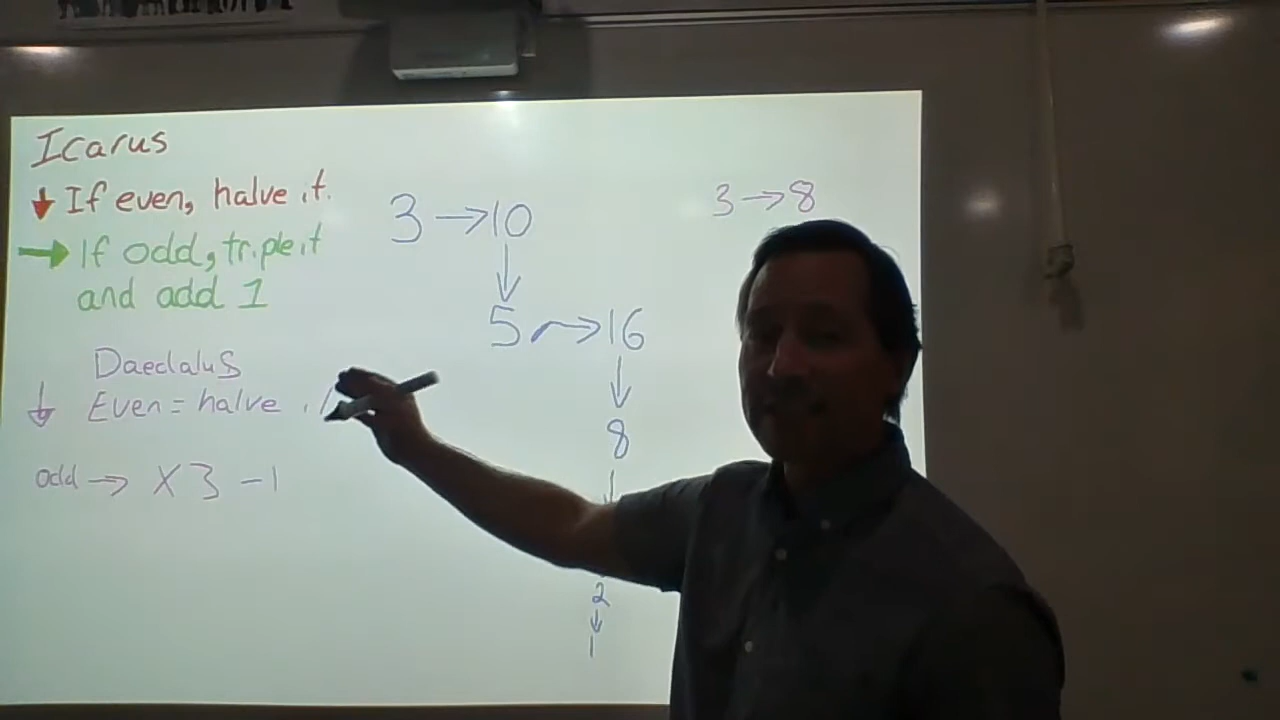 Icarus
↓ If even, halve it.
→ If odd, triple it
and add 1
Daedalus
↓ Even = halve
odd → X 3 - 1
3 → 10
↓
5 → 16
↓
8
↓
2
↓
1
3 → 8